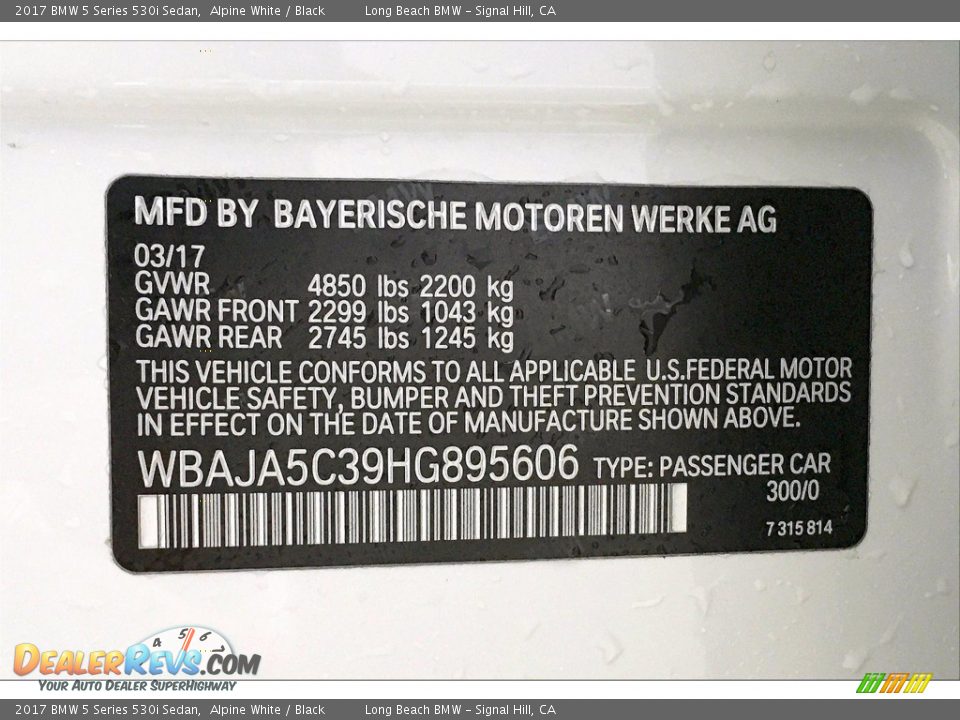 2017 BMW 5 Series 530i Sedan, Alpine White / Black Long Beach BMW - Signal Hill, CA
MFD BY BAYERISCHE MOTOREN WERKE AG
03/17
GVWR 4850 lbs 2200 kg
GAWR FRONT 2299 lbs 1043 kg
GAWR REAR 2745 lbs 1245 kg
THIS VEHICLE CONFORMS TO ALL APPLICABLE U.S.FEDERAL MOTOR
VEHICLE SAFETY, BUMPER AND THEFT PREVENTION STANDARDS
IN EFFECT ON THE DATE OF MANUFACTURE SHOWN ABOVE.
WBAJA5C39HG895606 TYPE: PASSENGER CAR
300/0
7 315 814
4 5 6
DEALERREVS.COM
YOUR AUTO DEALER SUPERHIGHWAY
2017 BMW 5 Series 530i Sedan, Alpine White / Black Long Beach BMW - Signal Hill, CA